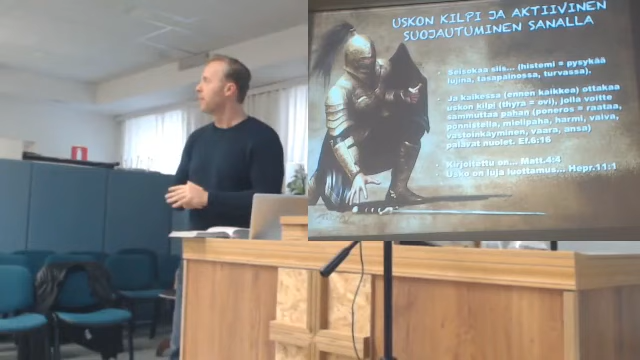 USKON KILPI JA AKTIIVINEN
SUOJAUTUMINEN SANALLA
Seisokaa siis... (histemi = pysykää
lujina, tasapainossa, turvassa).
Ja kaikessa (ennen kaikkea) ottakaa
uskon kilpi (thyra = ovi), jolla voitte
sammuttaa pahan (poneros = raahaa,
ponnistella, mielipaha, harmi, vaiva,
vastoinkäyminen, vaara, ansa)
palavat nuolet. Ef.6:16
Kirjoitettu on... Matt.4:4
Usko on luja luottamus... Hepr.11:1